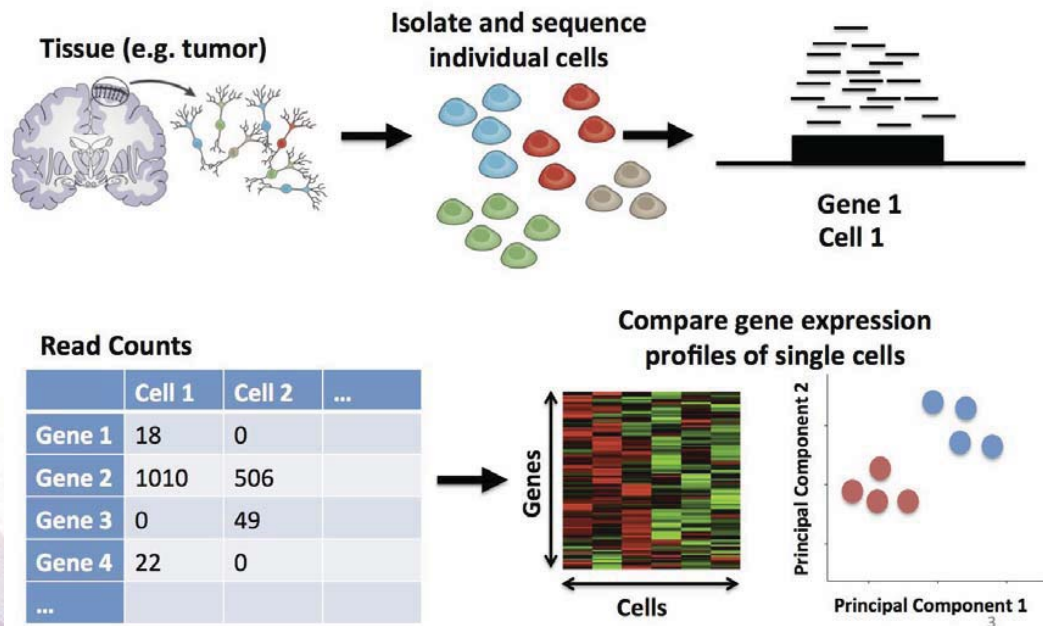 Tissue (e.g. tumor)
Isolate and sequence
individual cells
Gene 1
Cell 1
Read Counts
Cell 1 Cell 2 ...
Gene 1 18 0
Gene 2 1010 506
Gene 3 0 49
Gene 4 22 0
...
Compare gene expression
profiles of single cells
Genes
Cells
Principal Component 2
Principal Component 1
3